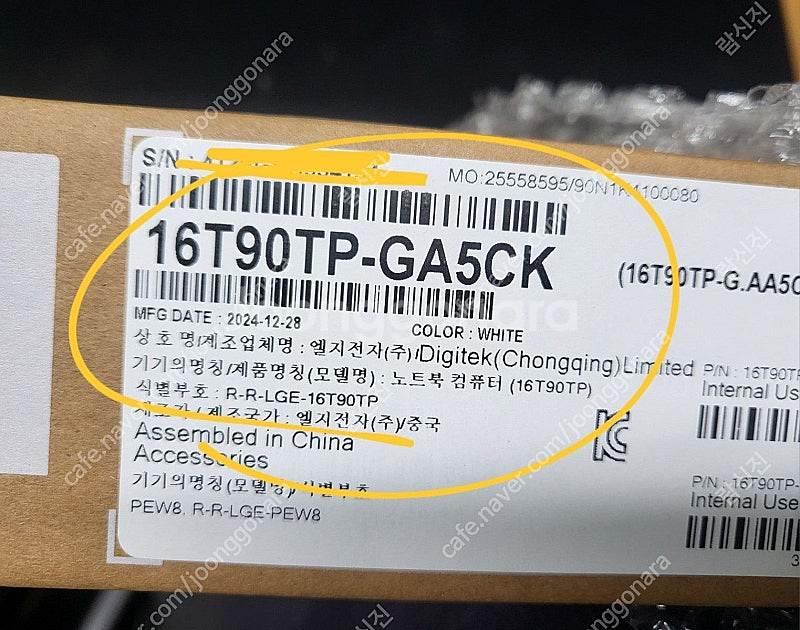 S/N :
MO:25558595/90N1K4100080
16T90TP-GA5CK
(16T90TP-G.AA5C
MFG DATE : 2024-12-28
COLOR : WHITE
상 호 명/제조업체명 : 엘지전자(주)/Digitek(Chongqing)Limited
기기의명칭/제품명칭(모델명) : 노트북 컴퓨터 (16T90TP)
식별부호 : R-R-LGE-16T90TP
제조자 / 제조국가 : 엘지전자(주)/중국
Assembled in China
Accessories
기기의명칭(모델명)/ 식별부호
PEW8. R-R-LGE-PEW8
P/N : 16T90TP
Internal Use
P/N : 16T90TP-
Internal Use
joonggonara
cafe.naver.com/joonggonara
람신진